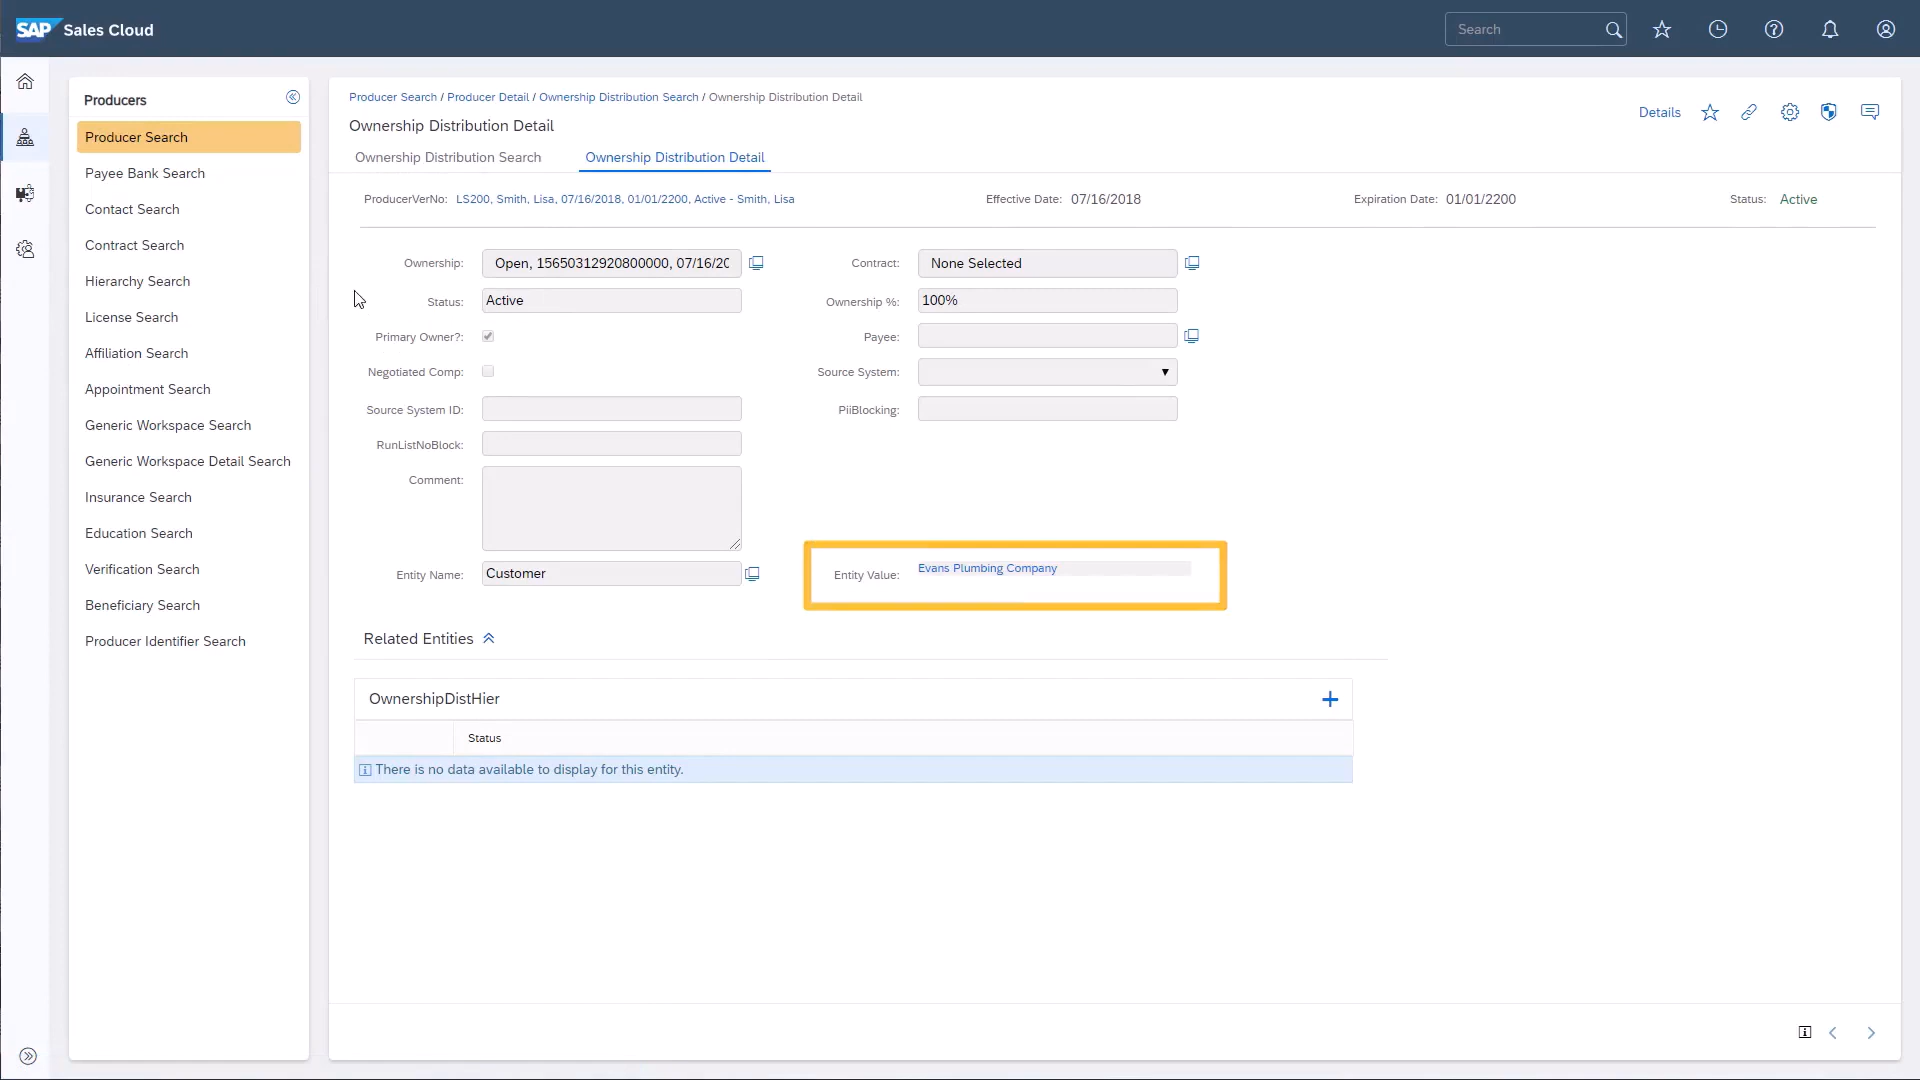 SAP Sales Cloud
Search
Producers
Producer Search
Payee Bank Search
Contact Search
Contract Search
Hierarchy Search
License Search
Affiliation Search
Appointment Search
Generic Workspace Search
Generic Workspace Detail Search
Insurance Search
Education Search
Verification Search
Beneficiary Search
Producer Identifier Search
Producer Search / Producer Detail / Ownership Distribution Search / Ownership Distribution Detail
Ownership Distribution Detail
Details
Ownership Distribution Search Ownership Distribution Detail
ProducerVerNo: LS200, Smith, Lisa, 07/16/2018, 01/01/2200, Active - Smith, Lisa Effective Date: 07/16/2018 Expiration Date: 01/01/2200 Status: Active
Ownership: Open, 15650312920800000, 07/16/20 Contract: None Selected
Status: Active Ownership %: 100%
Primary Owner?: Payee:
Negotiated Comp: Source System:
Source System ID: PiiBlocking:
RunListNoBlock:
Comment:
Entity Name: Customer Entity Value: Evans Plumbing Company
Related Entities
OwnershipDistHier
Status
There is no data available to display for this entity.